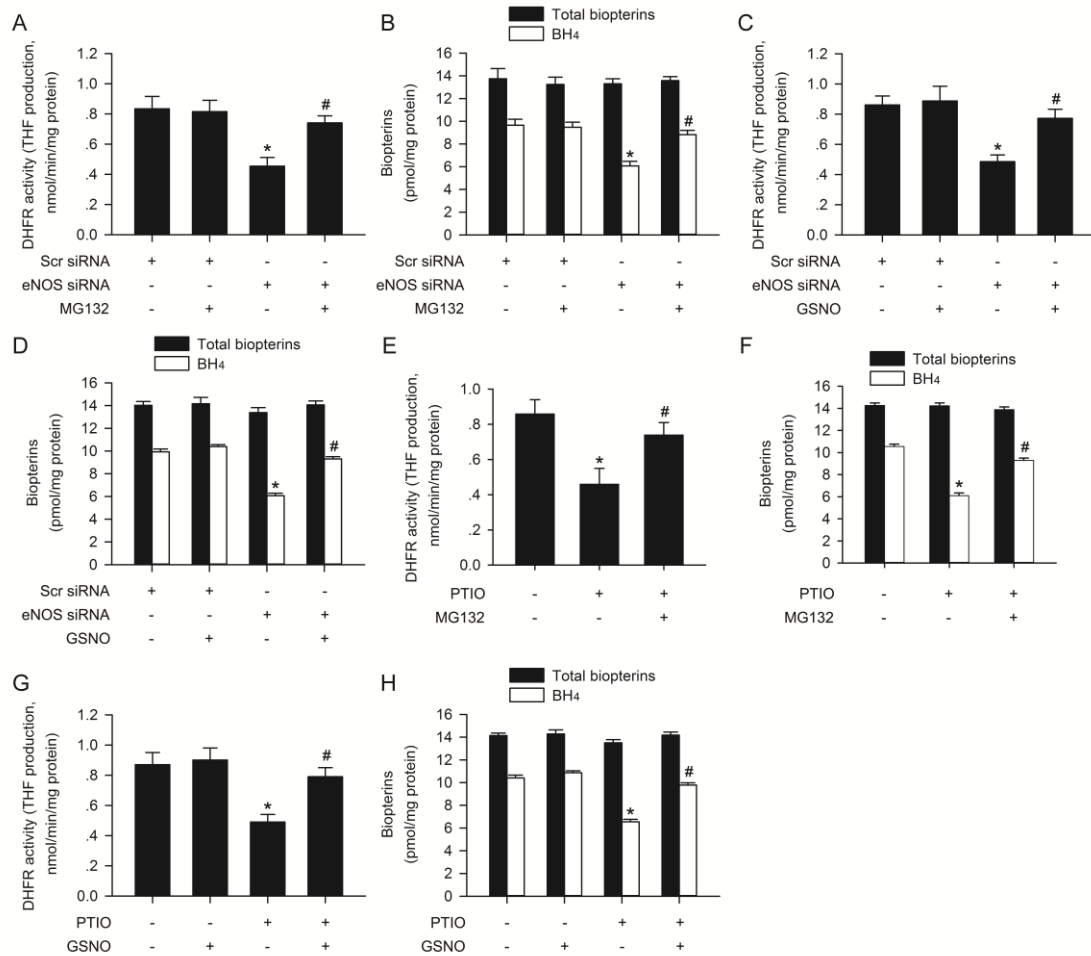 A
DHFR activity (THF production,
nmol/min/mg protein)
1.2
1.0
.8
.6
.4
.2
0.0
*
#
Scr siRNA + + - -
eNOS siRNA - - + +
MG132 - + - +
B
Total biopterins
BH4
Biopterins
(pmol/mg protein)
16
14
12
10
8
6
4
2
0
*
#
Scr siRNA + + - -
eNOS siRNA - - + +
MG132 - + - +
C
DHFR activity (THF production,
nmol/min/mg protein)
1.2
1.0
.8
.6
.4
.2
0.0
*
#
Scr siRNA + + - -
eNOS siRNA - - + +
GSNO - + - +
D
Total biopterins
BH4
Biopterins
(pmol/mg protein)
16
14
12
10
8
6
4
2
0
*
#
Scr siRNA + + - -
eNOS siRNA - - + +
GSNO - + - +
E
DHFR activity (THF production,
nmol/min/mg protein)
1.0
.8
.6
.4
.2
0.0
*
#
PTIO - + +
MG132 - - +
F
Total biopterins
BH4
Biopterins
(pmol/mg protein)
16
14
12
10
8
6
4
2
0
*
#
PTIO - + +
MG132 - - +
G
DHFR activity (THF production,
nmol/min/mg protein)
1.2
1.0
.8
.6
.4
.2
0.0
*
#
PTIO - - + +
GSNO - + - +
H
Total biopterins
BH4
Biopterins
(pmol/mg protein)
16
14
12
10
8
6
4
2
0
*
#
PTIO - - + +
GSNO - + - +